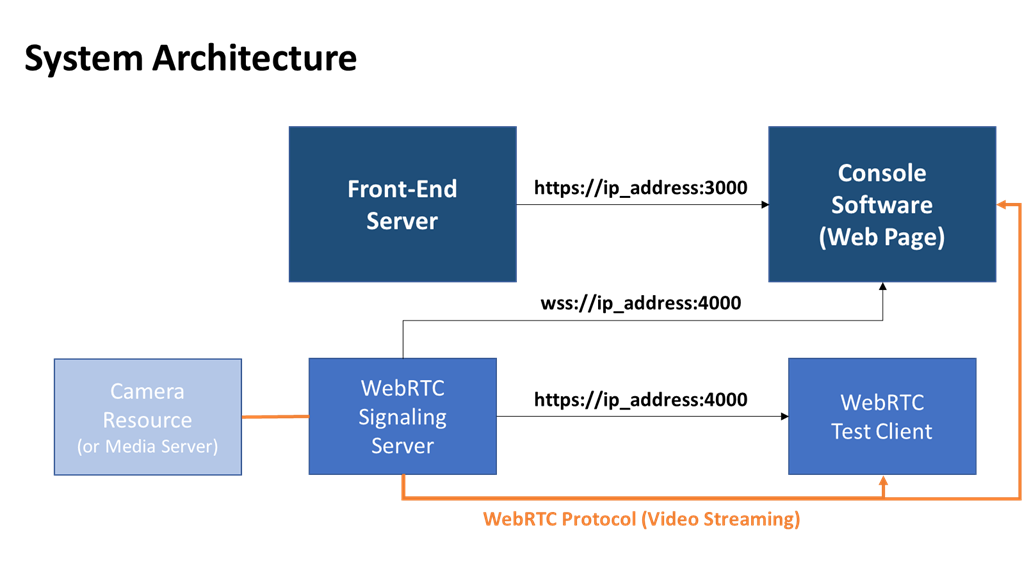 System Architecture
Front-End
Server
https://ip_address:3000
Console
Software
(Web Page)
wss://ip_address:4000
Camera
Resource
(or Media Server)
WebRTC
Signaling
Server
https://ip_address:4000
WebRTC
Test Client
WebRTC Protocol (Video Streaming)